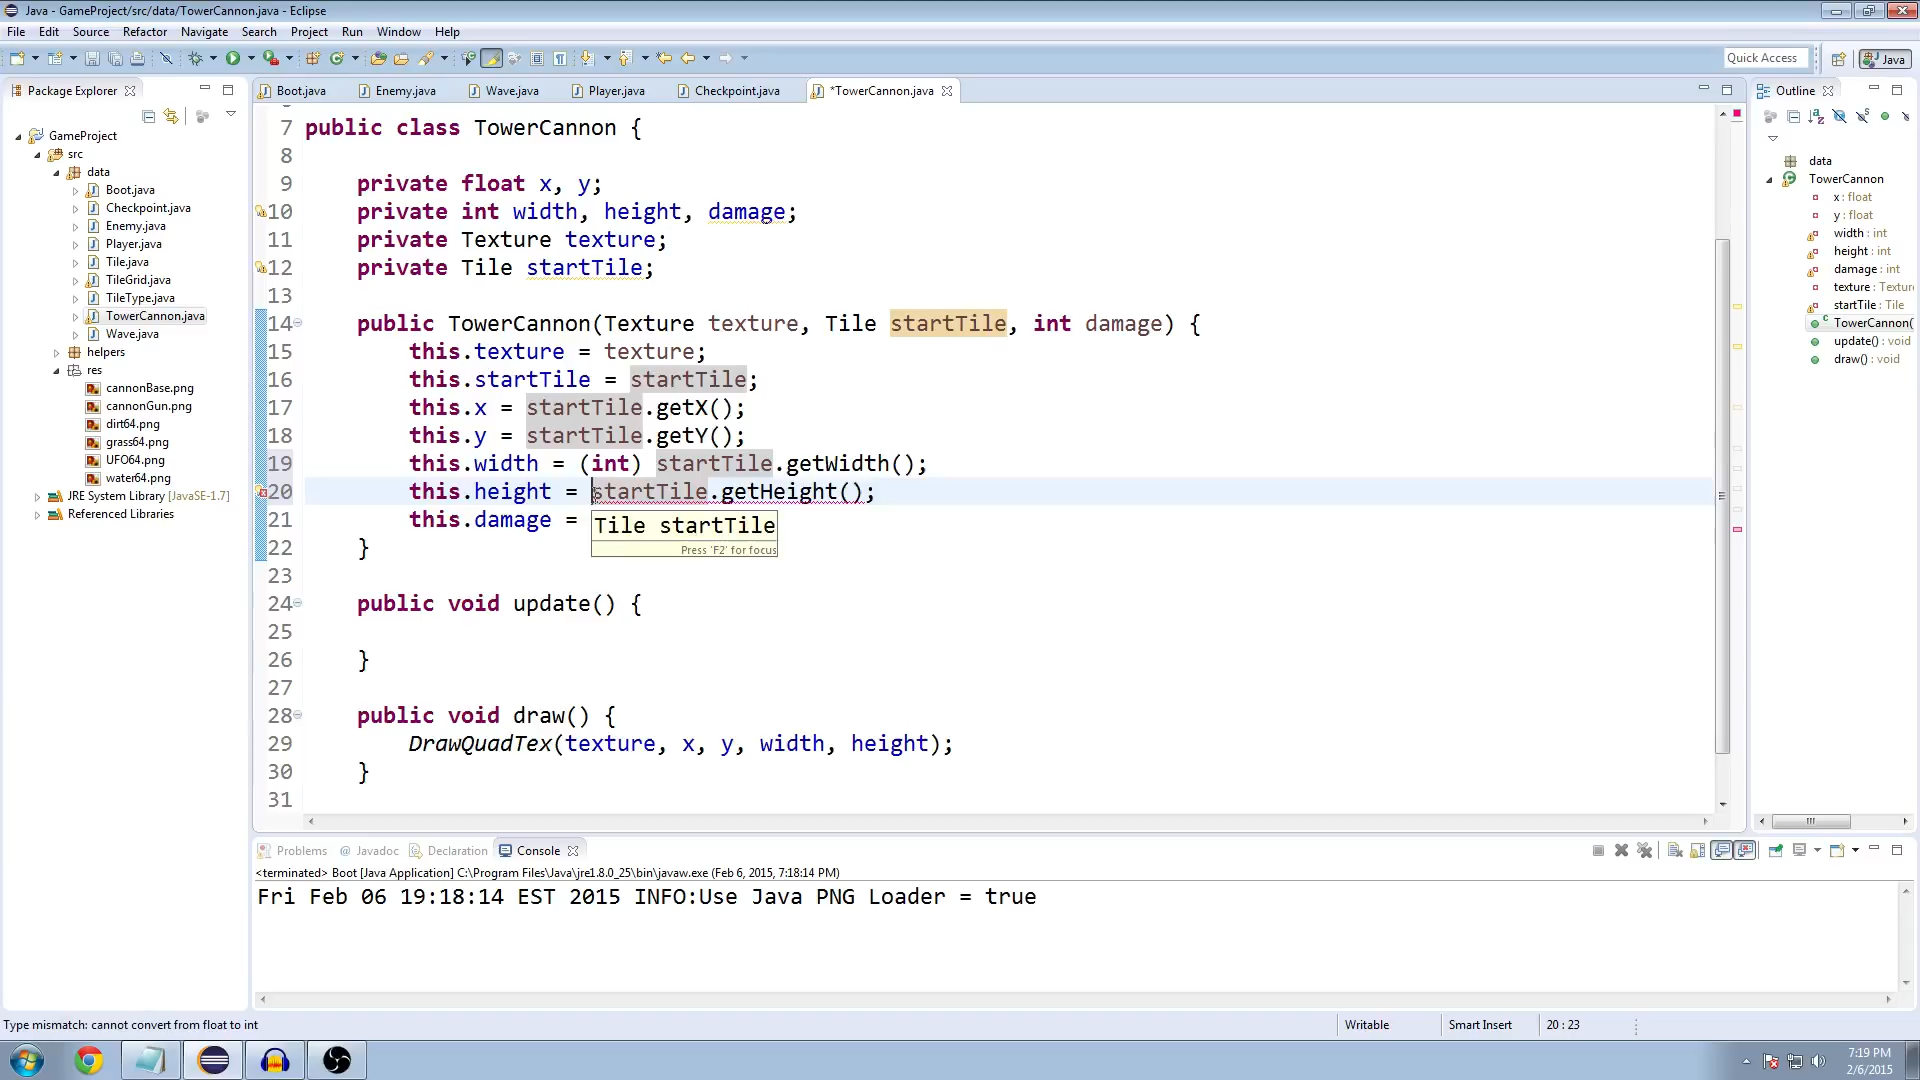 Java - GameProject/src/data/TowerCannon.java - Eclipse
File Edit Source Refactor Navigate Search Project Run Window Help
Quick Access
Java
Package Explorer
Boot.java
Enemy.java
Wave.java
Player.java
Checkpoint.java
*TowerCannon.java
Outline
GameProject
src
data
Boot.java
Checkpoint.java
Enemy.java
Player.java
Tile.java
TileGrid.java
TileType.java
TowerCannon.java
Wave.java
helpers
res
cannonBase.png
cannonGun.png
dirt64.png
grass64.png
UFO64.png
water64.png
JRE System Library [JavaSE-1.7]
Referenced Libraries
7 public class TowerCannon {
8
9 private float x, y;
10 private int width, height, damage;
11 private Texture texture;
12 private Tile startTile;
13
14 public TowerCannon(Texture texture, Tile startTile, int damage) {
15 this.texture = texture;
16 this.startTile = startTile;
17 this.x = startTile.getX();
18 this.y = startTile.getY();
19 this.width = (int) startTile.getWidth();
20 this.height = startTile.getHeight();
21 this.damage =
Tile startTile
Press 'F2' for focus
22 }
23
24 public void update() {
25
26 }
27
28 public void draw() {
29 DrawQuadTex(texture, x, y, width, height);
30 }
31
data
TowerCannon
x : float
y : float
width : int
height : int
damage : int
texture : Textur
startTile : Tile
TowerCannon(
update() : void
draw() : void
Problems @ Javadoc Declaration Console
<terminated> Boot [Java Application] C:\Program Files\Java\jre1.8.0_25\bin\javaw.exe (Feb 6, 2015, 7:18:14 PM)
Fri Feb 06 19:18:14 EST 2015 INFO:Use Java PNG Loader = true
Type mismatch: cannot convert from float to int
Writable
Smart Insert
20 : 23
7:19 PM
2/6/2015